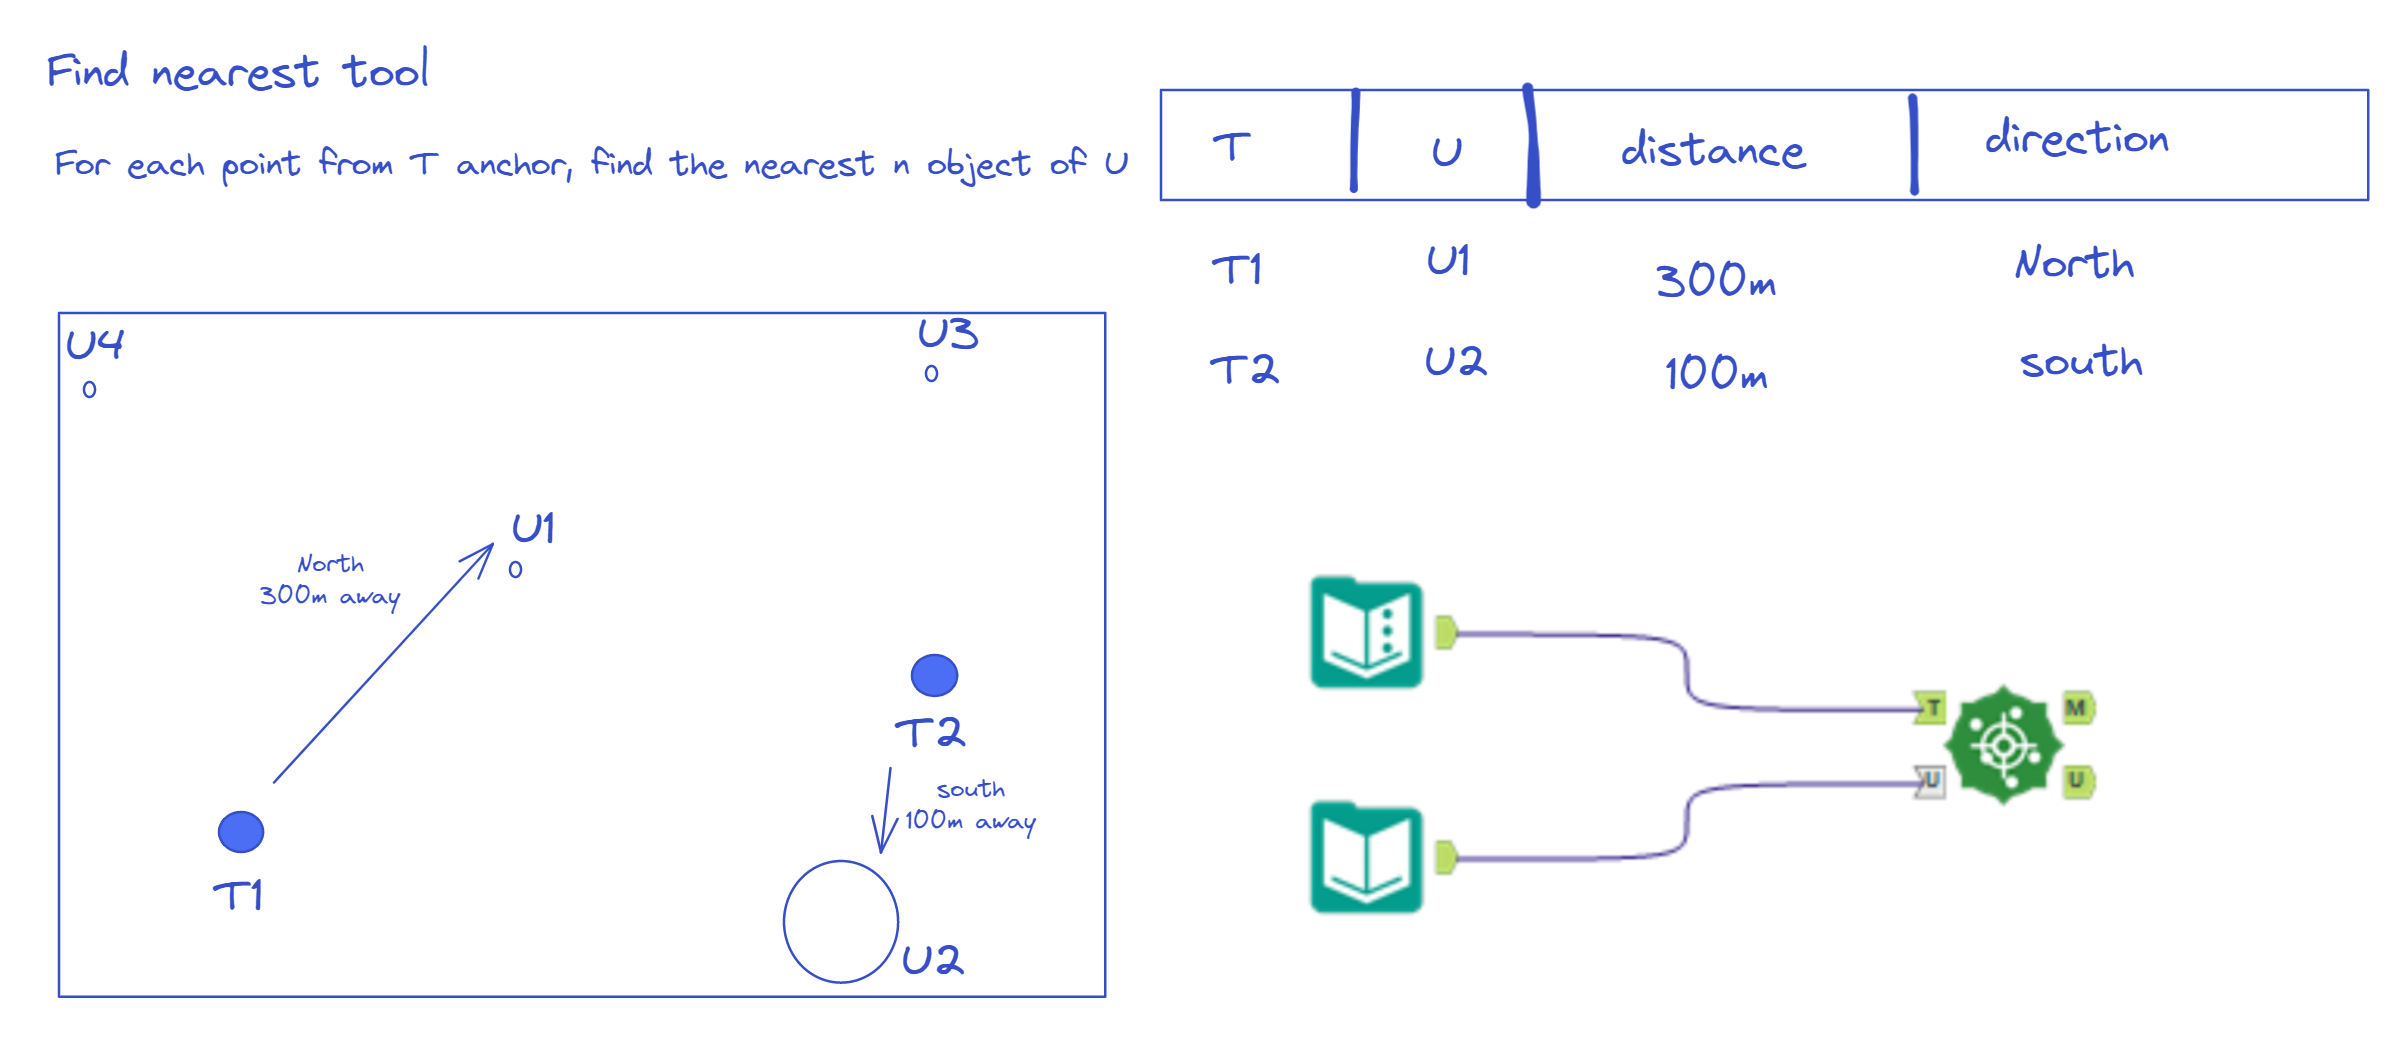 Find nearest tool
For each point from T anchor, find the nearest n object of U
T U distance direction
T1 U1 300m North
T2 U2 100m south
U4
U3
U1
North
300m away
T2
south
100m away
T1
U2
T
M
U
U